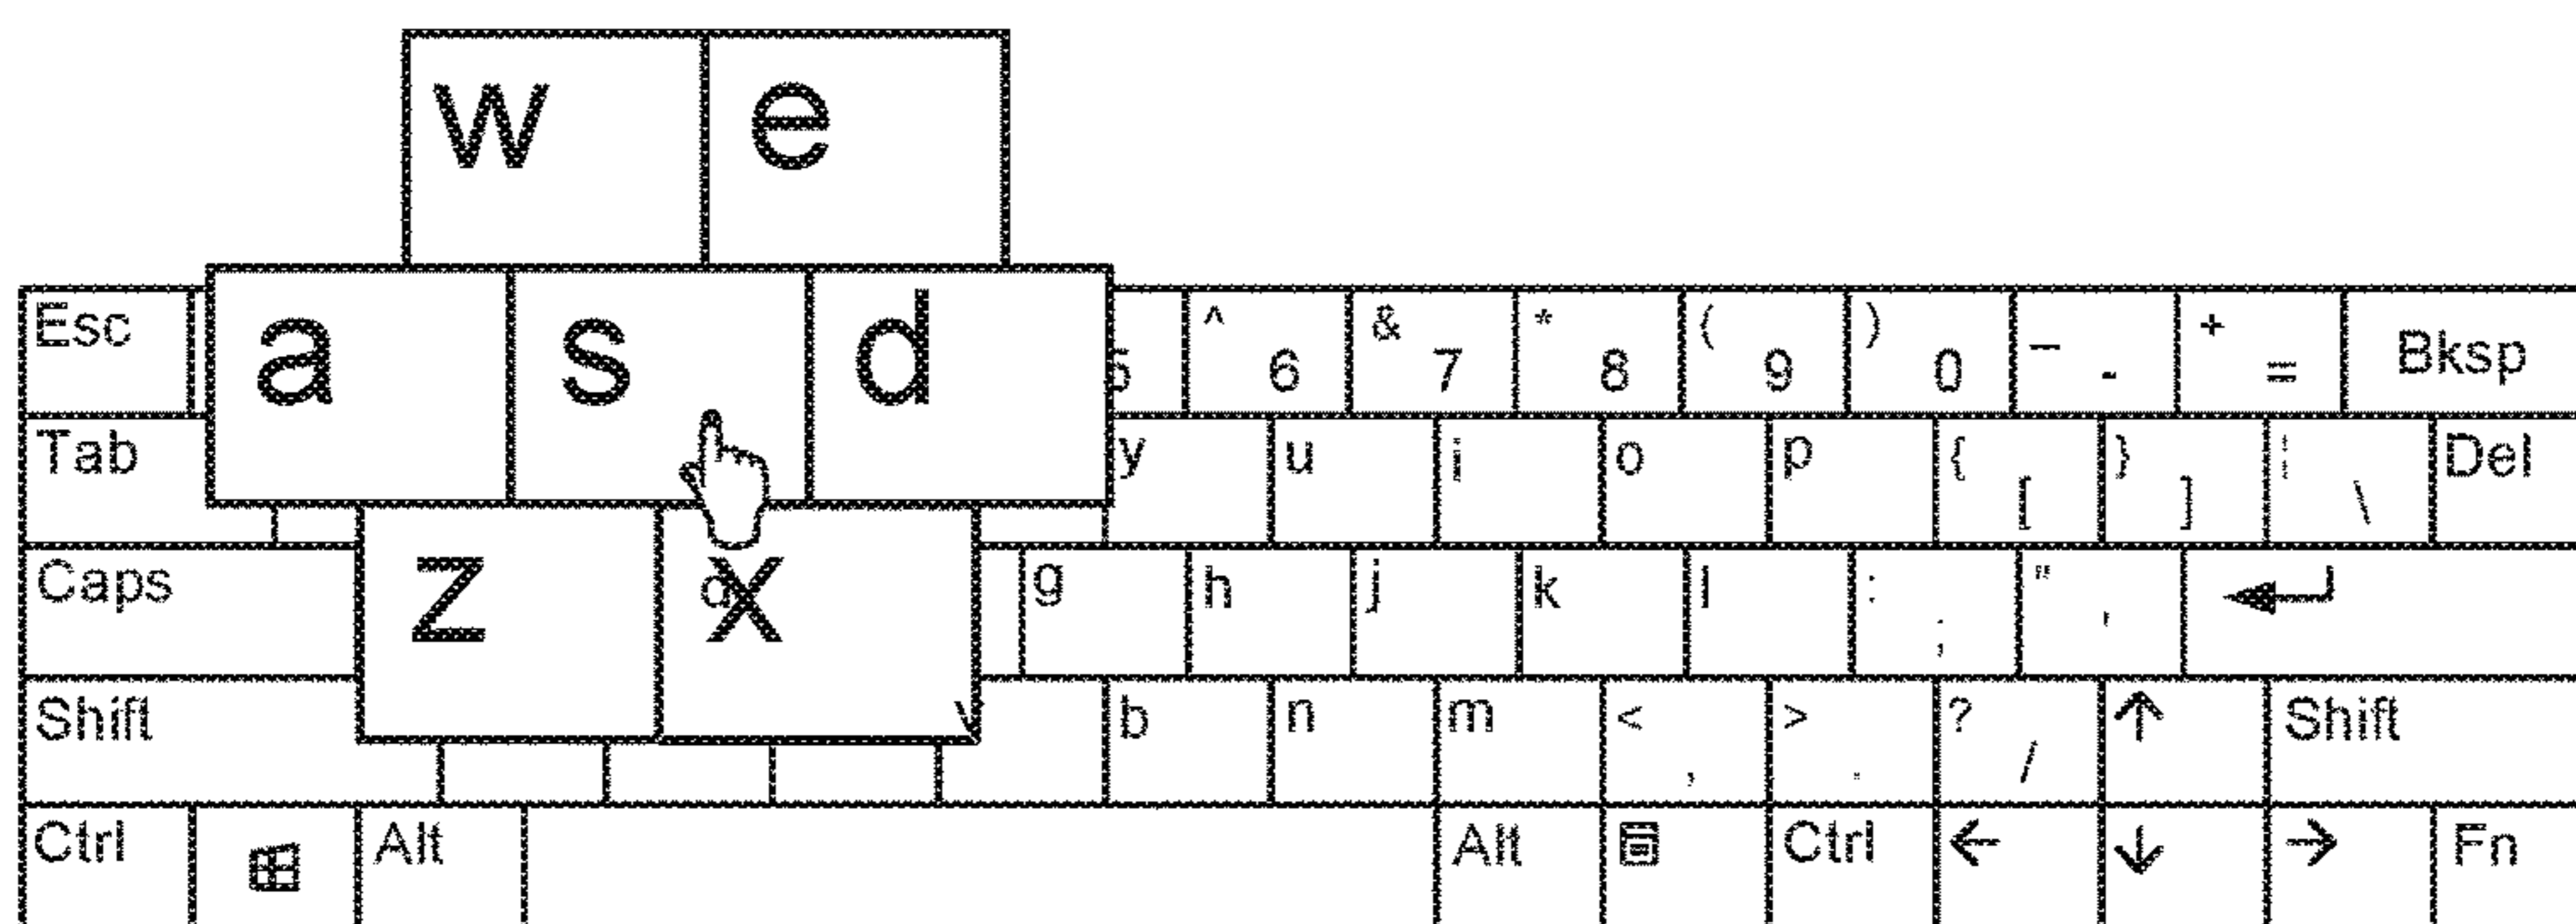 w e
Esc a s d 5 ^ 6 & 7 * 8 ( 9 ) 0 _ - + = Bksp
Tab y u i o p { [ } ] ¦ \ Del
Caps z d x g h j k l : ; " ' 
Shift v b n m < , > . ? / ↑ Shift
Ctrl Alt Alt Ctrl ← ↓ → Fn